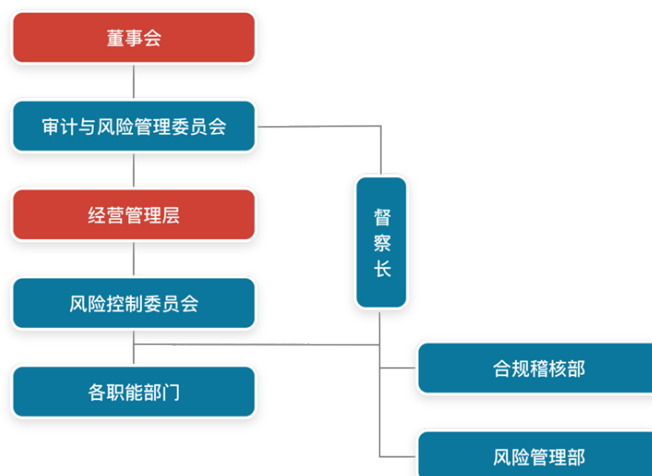 董事会
审计与风险管理委员会
经营管理层
督察长
风险控制委员会
各职能部门
合规稽核部
风险管理部